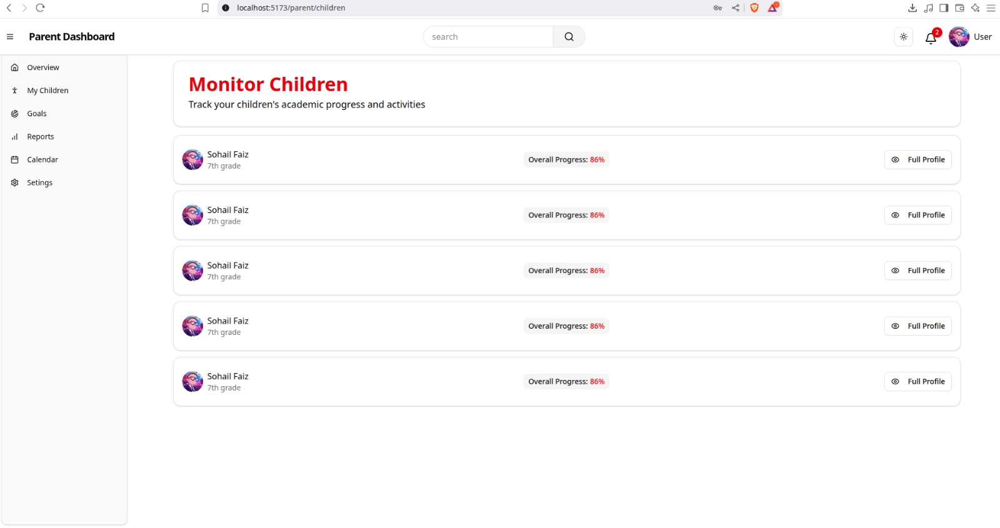 localhost:5173/parent/children
Parent Dashboard
search
2
User
Overview
My Children
Goals
Reports
Calendar
Setings
Monitor Children
Track your children's academic progress and activities
Sohail Faiz
7th grade
Overall Progress: 86%
Full Profile
Sohail Faiz
7th grade
Overall Progress: 86%
Full Profile
Sohail Faiz
7th grade
Overall Progress: 86%
Full Profile
Sohail Faiz
7th grade
Overall Progress: 86%
Full Profile
Sohail Faiz
7th grade
Overall Progress: 86%
Full Profile